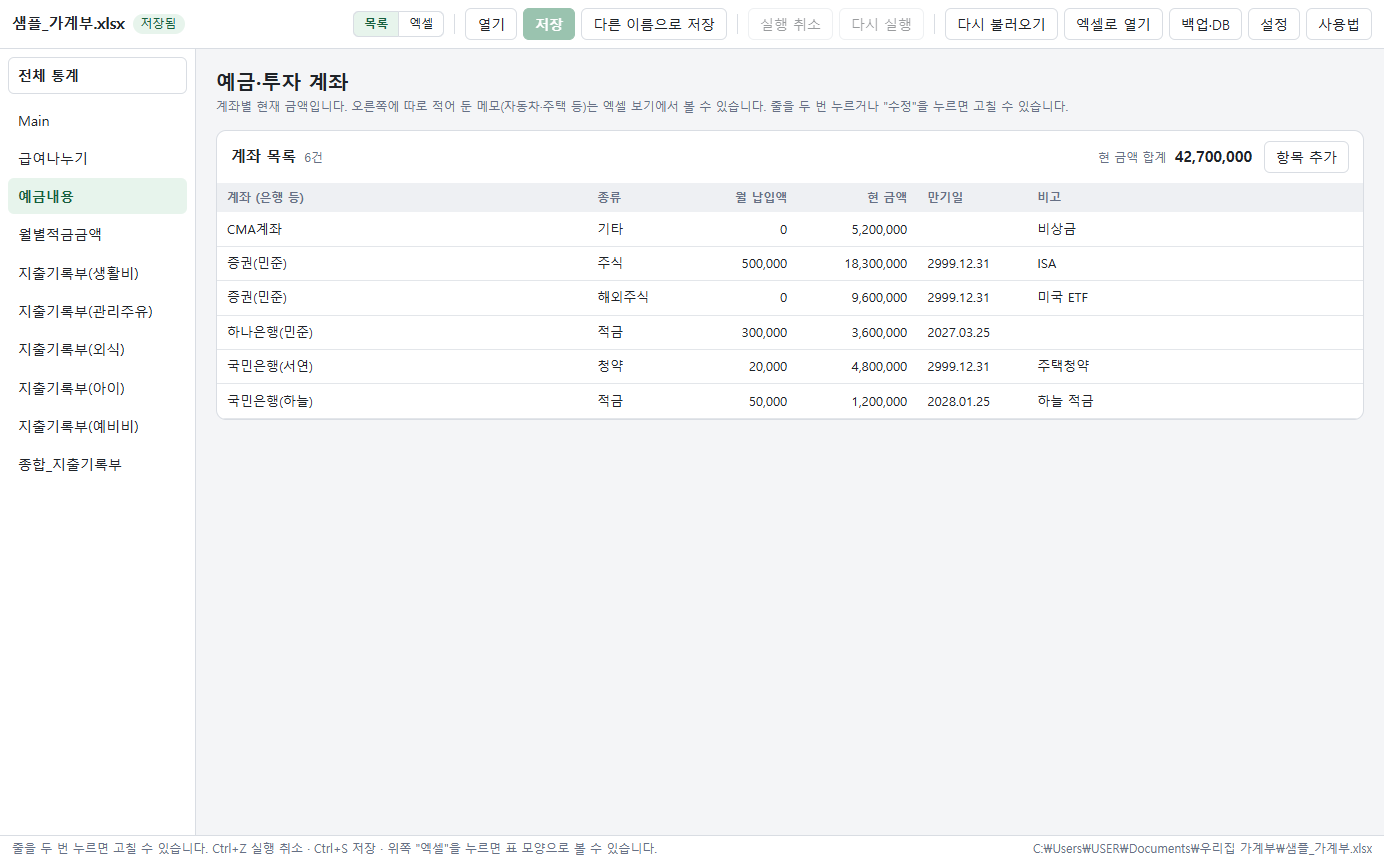 샘플_가계부.xlsx 저장됨 목록 엑셀 열기 저장 다른 이름으로 저장 실행 취소 다시 실행 다시 불러오기 엑셀로 열기 백업·DB 설정 사용법
전체 통계
Main
급여나누기
예금내용
월별적금금액
지출기록부(생활비)
지출기록부(관리주유)
지출기록부(외식)
지출기록부(아이)
지출기록부(예비비)
종합_지출기록부
예금·투자 계좌
계좌별 현재 금액입니다. 오른쪽에 따로 적어 둔 메모(자동차·주택 등)는 엑셀 보기에서 볼 수 있습니다. 줄을 두 번 누르거나 "수정"을 누르면 고칠 수 있습니다.
계좌 목록 6건 현 금액 합계 42,700,000 항목 추가
계좌 (은행 등) 종류 월 납입액 현 금액 만기일 비고
CMA계좌 기타 0 5,200,000 비상금
증권(민준) 주식 500,000 18,300,000 2999.12.31 ISA
증권(민준) 해외주식 0 9,600,000 2999.12.31 미국 ETF
하나은행(민준) 적금 300,000 3,600,000 2027.03.25
국민은행(서연) 청약 20,000 4,800,000 2999.12.31 주택청약
국민은행(하늘) 적금 50,000 1,200,000 2028.01.25 하늘 적금
줄을 두 번 누르면 고칠 수 있습니다. Ctrl+Z 실행 취소 · Ctrl+S 저장 · 위쪽 "엑셀"을 누르면 표 모양으로 볼 수 있습니다. C:₩Users₩USER₩Documents₩우리집 가계부₩샘플_가계부.xlsx